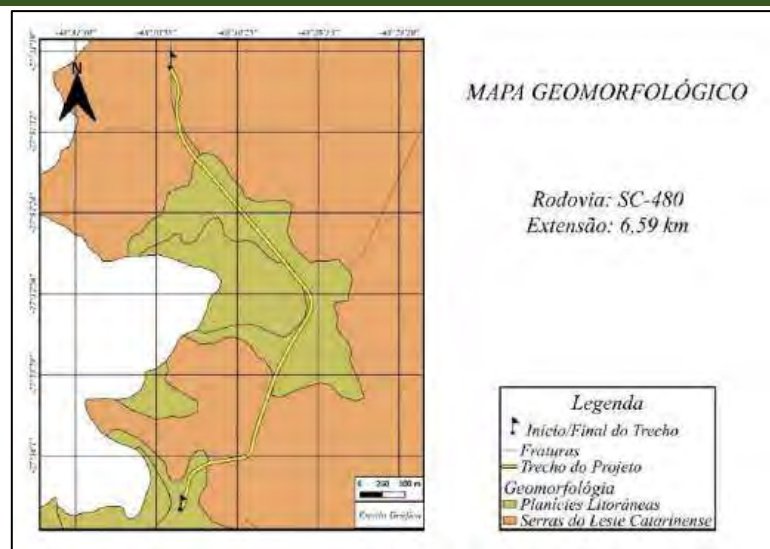 MAPA GEOMORFOLÓGICO
Rodovia: SC-480
Extensão: 6,59 km
N
Legenda
Início/Final do Trecho
Fraturas
Trecho do Projeto
Geomorfológia
Planícies Litorâneas
Serras do Leste Catarinense
0 250 500 m
Escala Gráfica